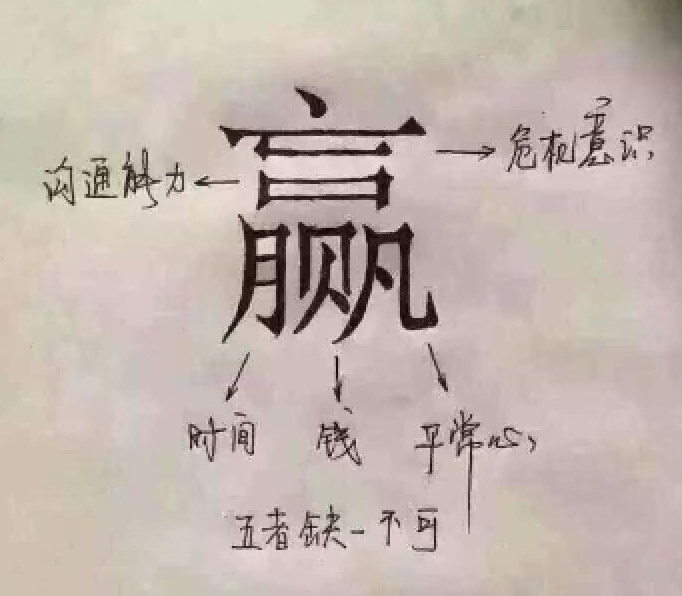 赢
沟通能力 ← → 危机意识
时间 钱 平常心
五者缺一不可